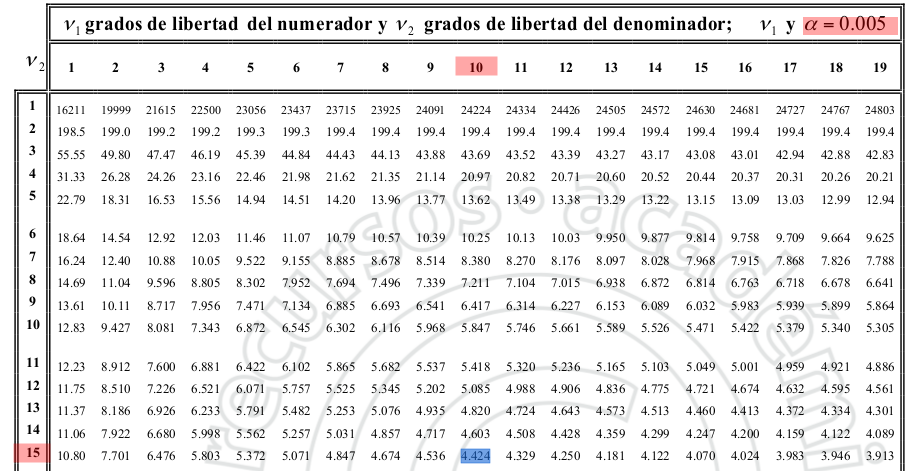 ν1 grados de libertad del numerador y ν2 grados de libertad del denominador; ν1 y α = 0.005
ν2 1 2 3 4 5 6 7 8 9 10 11 12 13 14 15 16 17 18 19
1 16211 19999 21615 22500 23056 23437 23715 23925 24091 24224 24334 24426 24505 24572 24630 24681 24727 24767 24803
2 198.5 199.0 199.2 199.2 199.3 199.3 199.4 199.4 199.4 199.4 199.4 199.4 199.4 199.4 199.4 199.4 199.4 199.4 199.4
3 55.55 49.80 47.47 46.19 45.39 44.84 44.43 44.13 43.88 43.69 43.52 43.39 43.27 43.17 43.08 43.01 42.94 42.88 42.83
4 31.33 26.28 24.26 23.16 22.46 21.98 21.62 21.35 21.14 20.97 20.82 20.71 20.60 20.52 20.44 20.37 20.31 20.26 20.21
5 22.79 18.31 16.53 15.56 14.94 14.51 14.20 13.96 13.77 13.62 13.49 13.38 13.29 13.22 13.15 13.09 13.03 12.99 12.94
6 18.64 14.54 12.92 12.03 11.46 11.07 10.79 10.57 10.39 10.25 10.13 10.03 9.950 9.877 9.814 9.758 9.709 9.664 9.625
7 16.24 12.40 10.88 10.05 9.522 9.155 8.885 8.678 8.514 8.380 8.270 8.176 8.097 8.028 7.968 7.915 7.868 7.826 7.788
8 14.69 11.04 9.596 8.805 8.302 7.952 7.694 7.496 7.339 7.211 7.104 7.015 6.938 6.872 6.814 6.763 6.718 6.678 6.641
9 13.61 10.11 8.717 7.956 7.471 7.134 6.885 6.693 6.541 6.417 6.314 6.227 6.153 6.089 6.032 5.983 5.939 5.899 5.864
10 12.83 9.427 8.081 7.343 6.872 6.545 6.302 6.116 5.968 5.847 5.746 5.661 5.589 5.526 5.471 5.422 5.379 5.340 5.305
11 12.23 8.912 7.600 6.881 6.422 6.102 5.865 5.682 5.537 5.418 5.320 5.236 5.165 5.103 5.049 5.001 4.959 4.921 4.886
12 11.75 8.510 7.226 6.521 6.071 5.757 5.525 5.345 5.202 5.085 4.988 4.906 4.836 4.775 4.721 4.674 4.632 4.595 4.561
13 11.37 8.186 6.926 6.233 5.791 5.482 5.253 5.076 4.935 4.820 4.724 4.643 4.573 4.513 4.460 4.413 4.372 4.334 4.301
14 11.06 7.922 6.680 5.998 5.562 5.257 5.031 4.857 4.717 4.603 4.508 4.428 4.359 4.299 4.247 4.200 4.159 4.122 4.089
15 10.80 7.701 6.476 5.803 5.372 5.071 4.847 4.674 4.536 4.424 4.329 4.250 4.181 4.122 4.070 4.024 3.983 3.946 3.913